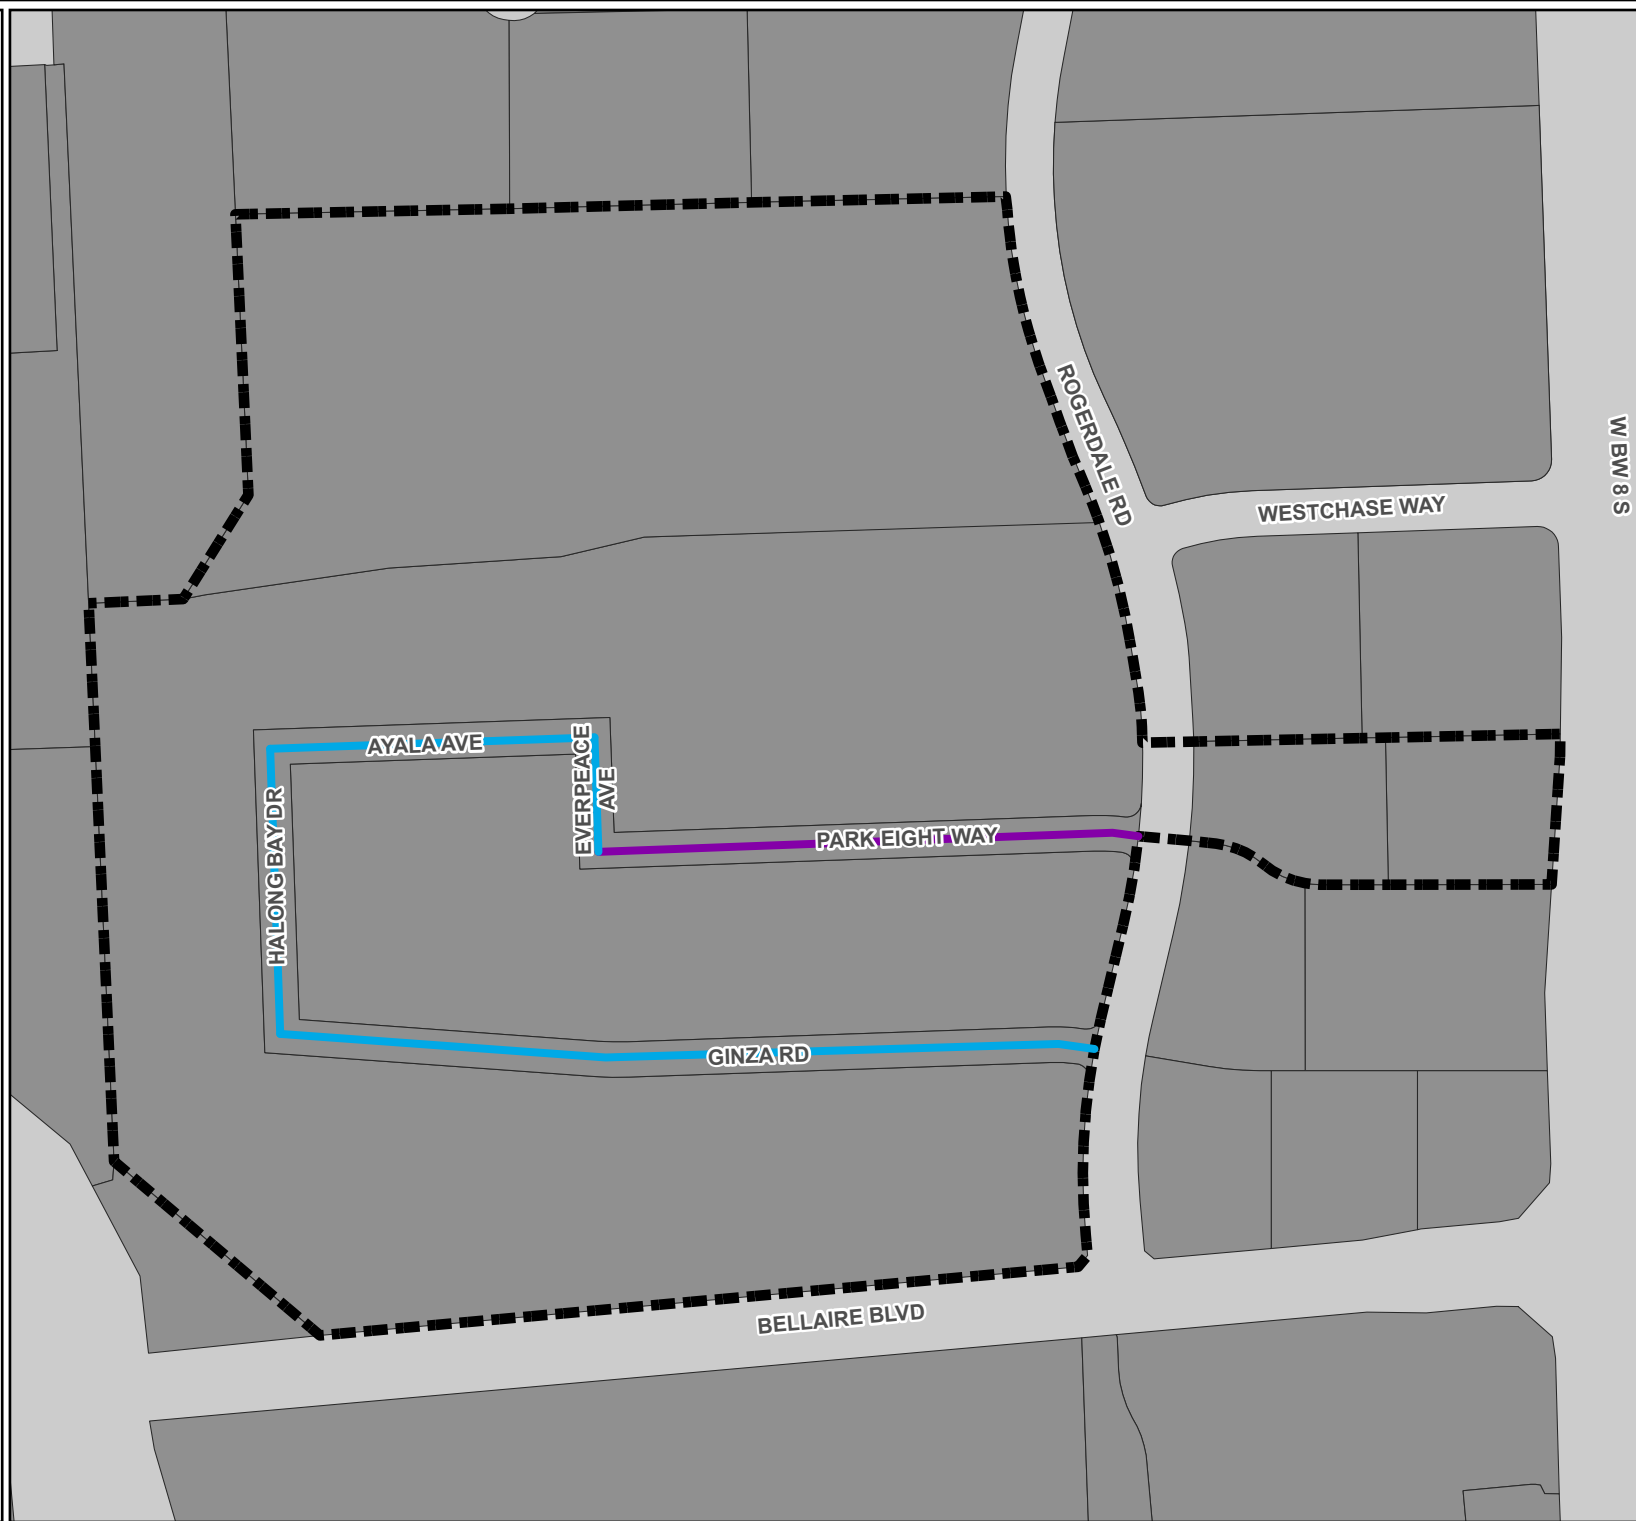 ROGERDALE RD
W BW 8 S
WESTCHASE WAY
AYALA AVE
EVERPEACE
AVE
HALONG BAY DR
PARK EIGHT WAY
GINZA RD
BELLAIRE BLVD